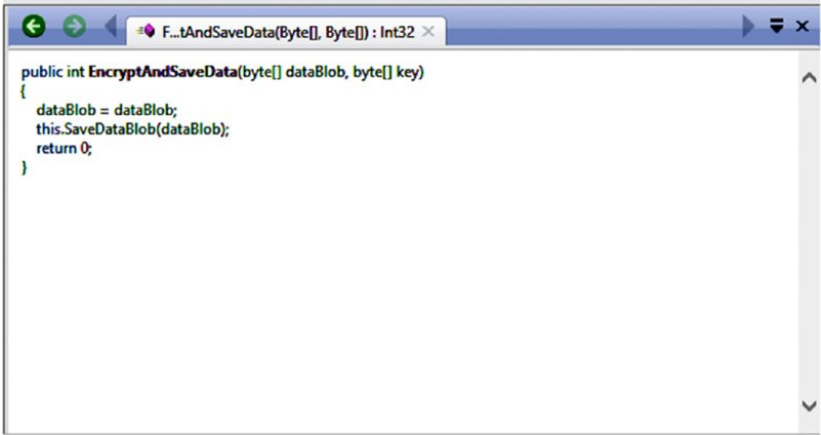 F...tAndSaveData(Byte[], Byte[]) : Int32
public int EncryptAndSaveData(byte[] dataBlob, byte[] key)
{
dataBlob = dataBlob;
this.SaveDataBlob(dataBlob);
return 0;
}